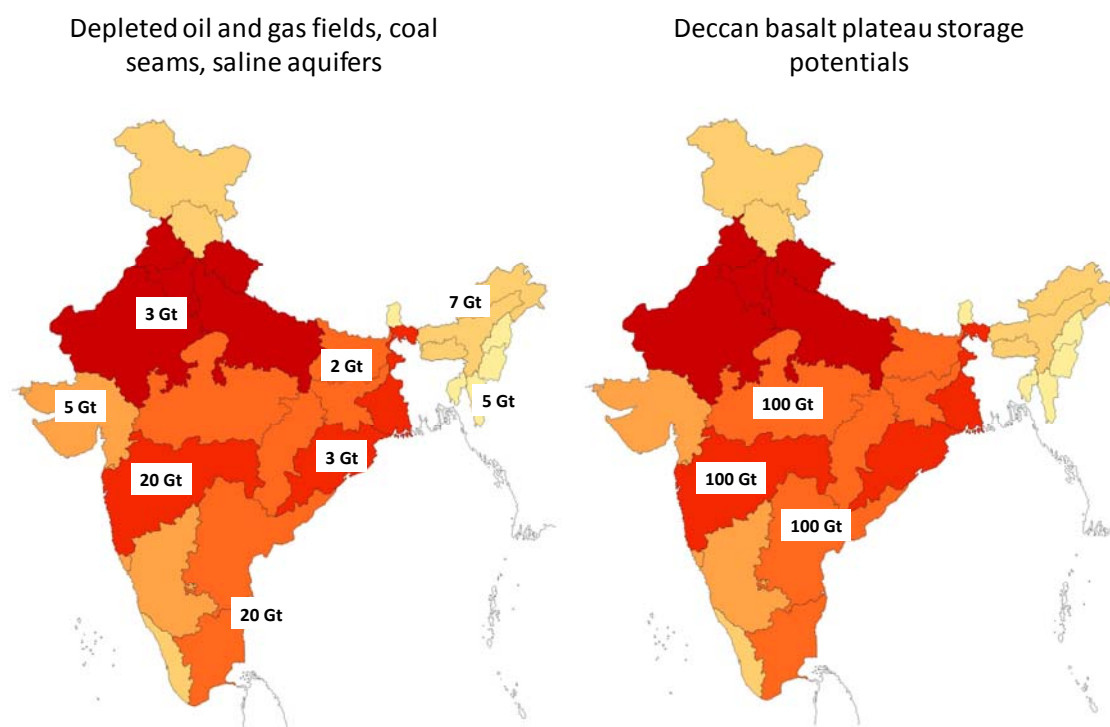 Depleted oil and gas fields, coal
seams, saline aquifers
Deccan basalt plateau storage
potentials
7 Gt
3 Gt
2 Gt
5 Gt
5 Gt
3 Gt
20 Gt
20 Gt
100 Gt
100 Gt
100 Gt